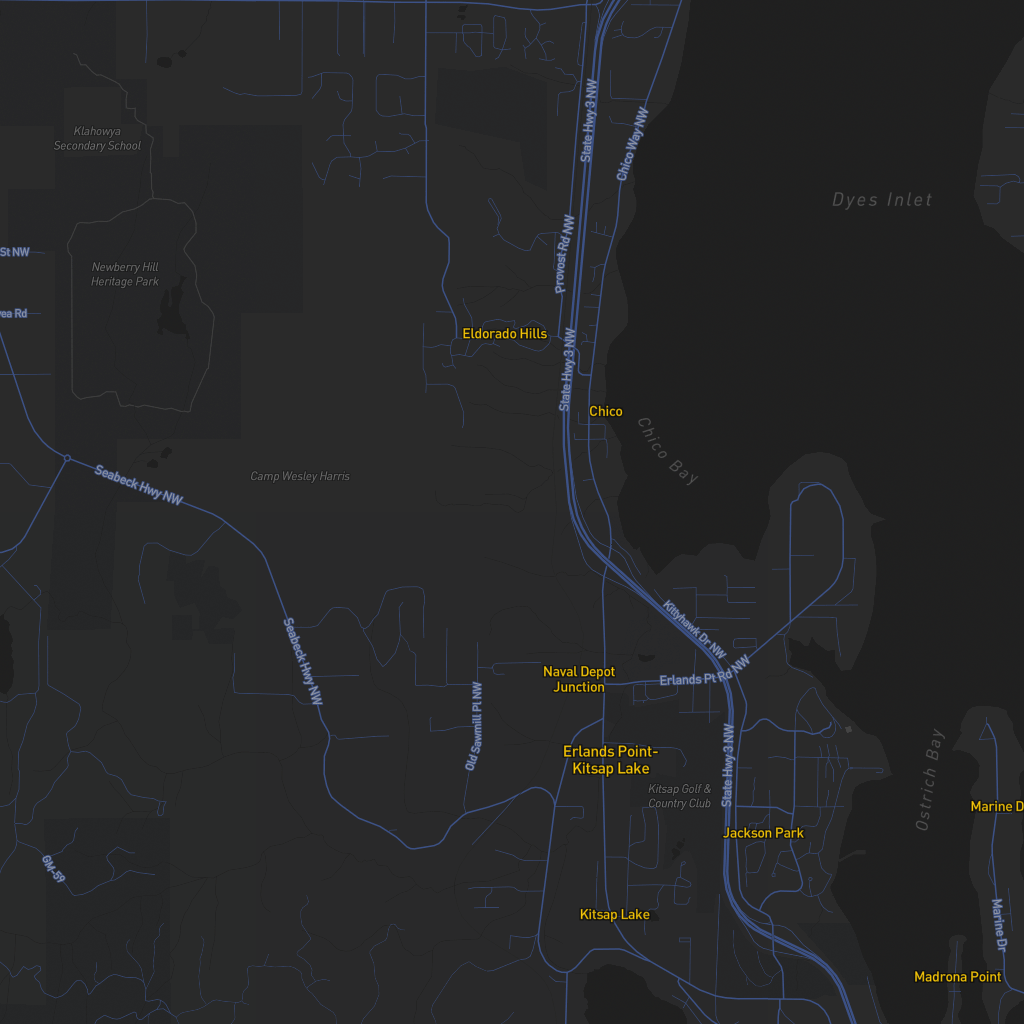 State Hwy 3 NW
Chico Way NW
Klahowya
Secondary School
Dyes Inlet
Provost Rd NW
St NW
Newberry Hill
Heritage Park
Eldorado Hills
State Hwy 3 NW
Chico
Chico Bay
Seabeck Hwy NW
Camp Wesley Harris
Kittyhawk Dr NW
Seabeck Hwy NW
Naval Depot
Junction
Erlands Pt Rd NW
Old Sawmill Pl NW
State Hwy 3 NW
Erlands Point-
Kitsap Lake
Ostrich Bay
Kitsap Golf &
Country Club
Marine D
Jackson Park
GM-59
Kitsap Lake
Marine Dr
Madrona Point